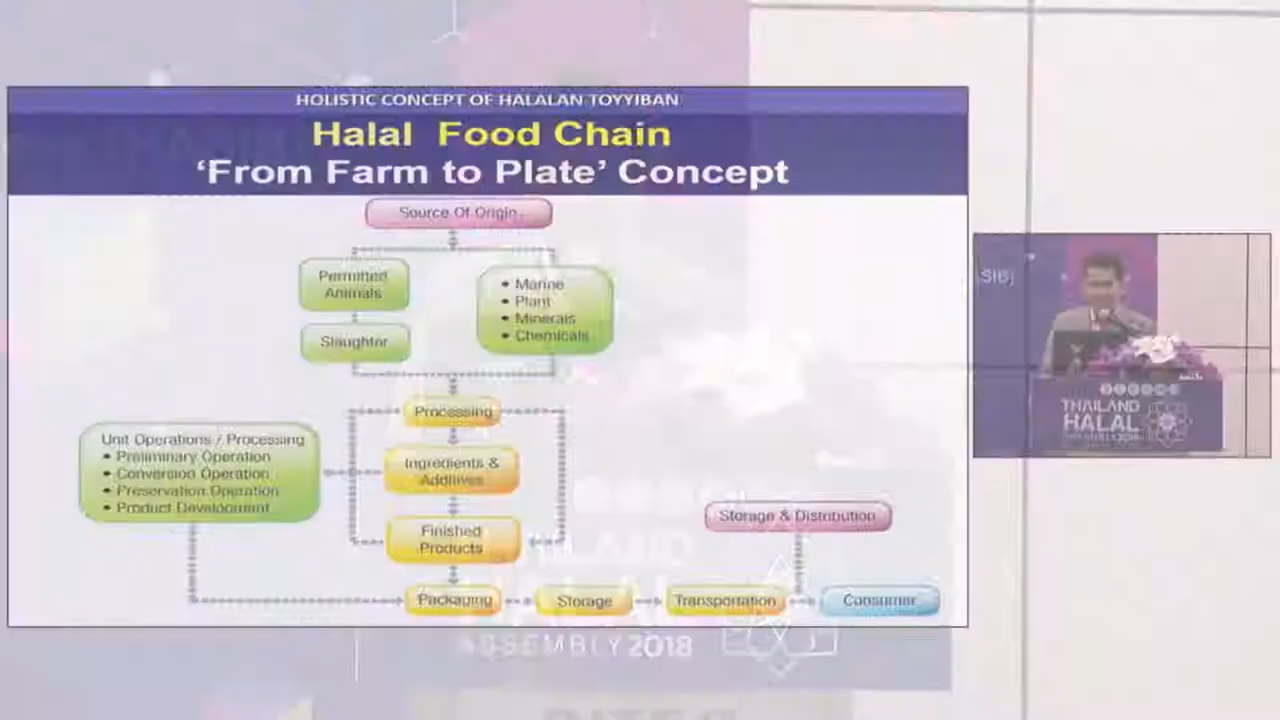 HOLISTIC CONCEPT OF HALALAN TOYYIBAN
Halal Food Chain
‘From Farm to Plate’ Concept
Source Of Origin
Permitted
Animals
• Marine
• Plant
• Minerals
• Chemicals
Slaughter
Processing
Unit Operations / Processing
• Preliminary Operation
• Conversion Operation
• Preservation Operation
• Product Development
Ingredients &
Additives
Finished
Products
Storage & Distribution
Packaging
Storage
Transportation
Consumer
SIB)
THAILAND
HALAL
ASSEMBLY 2018